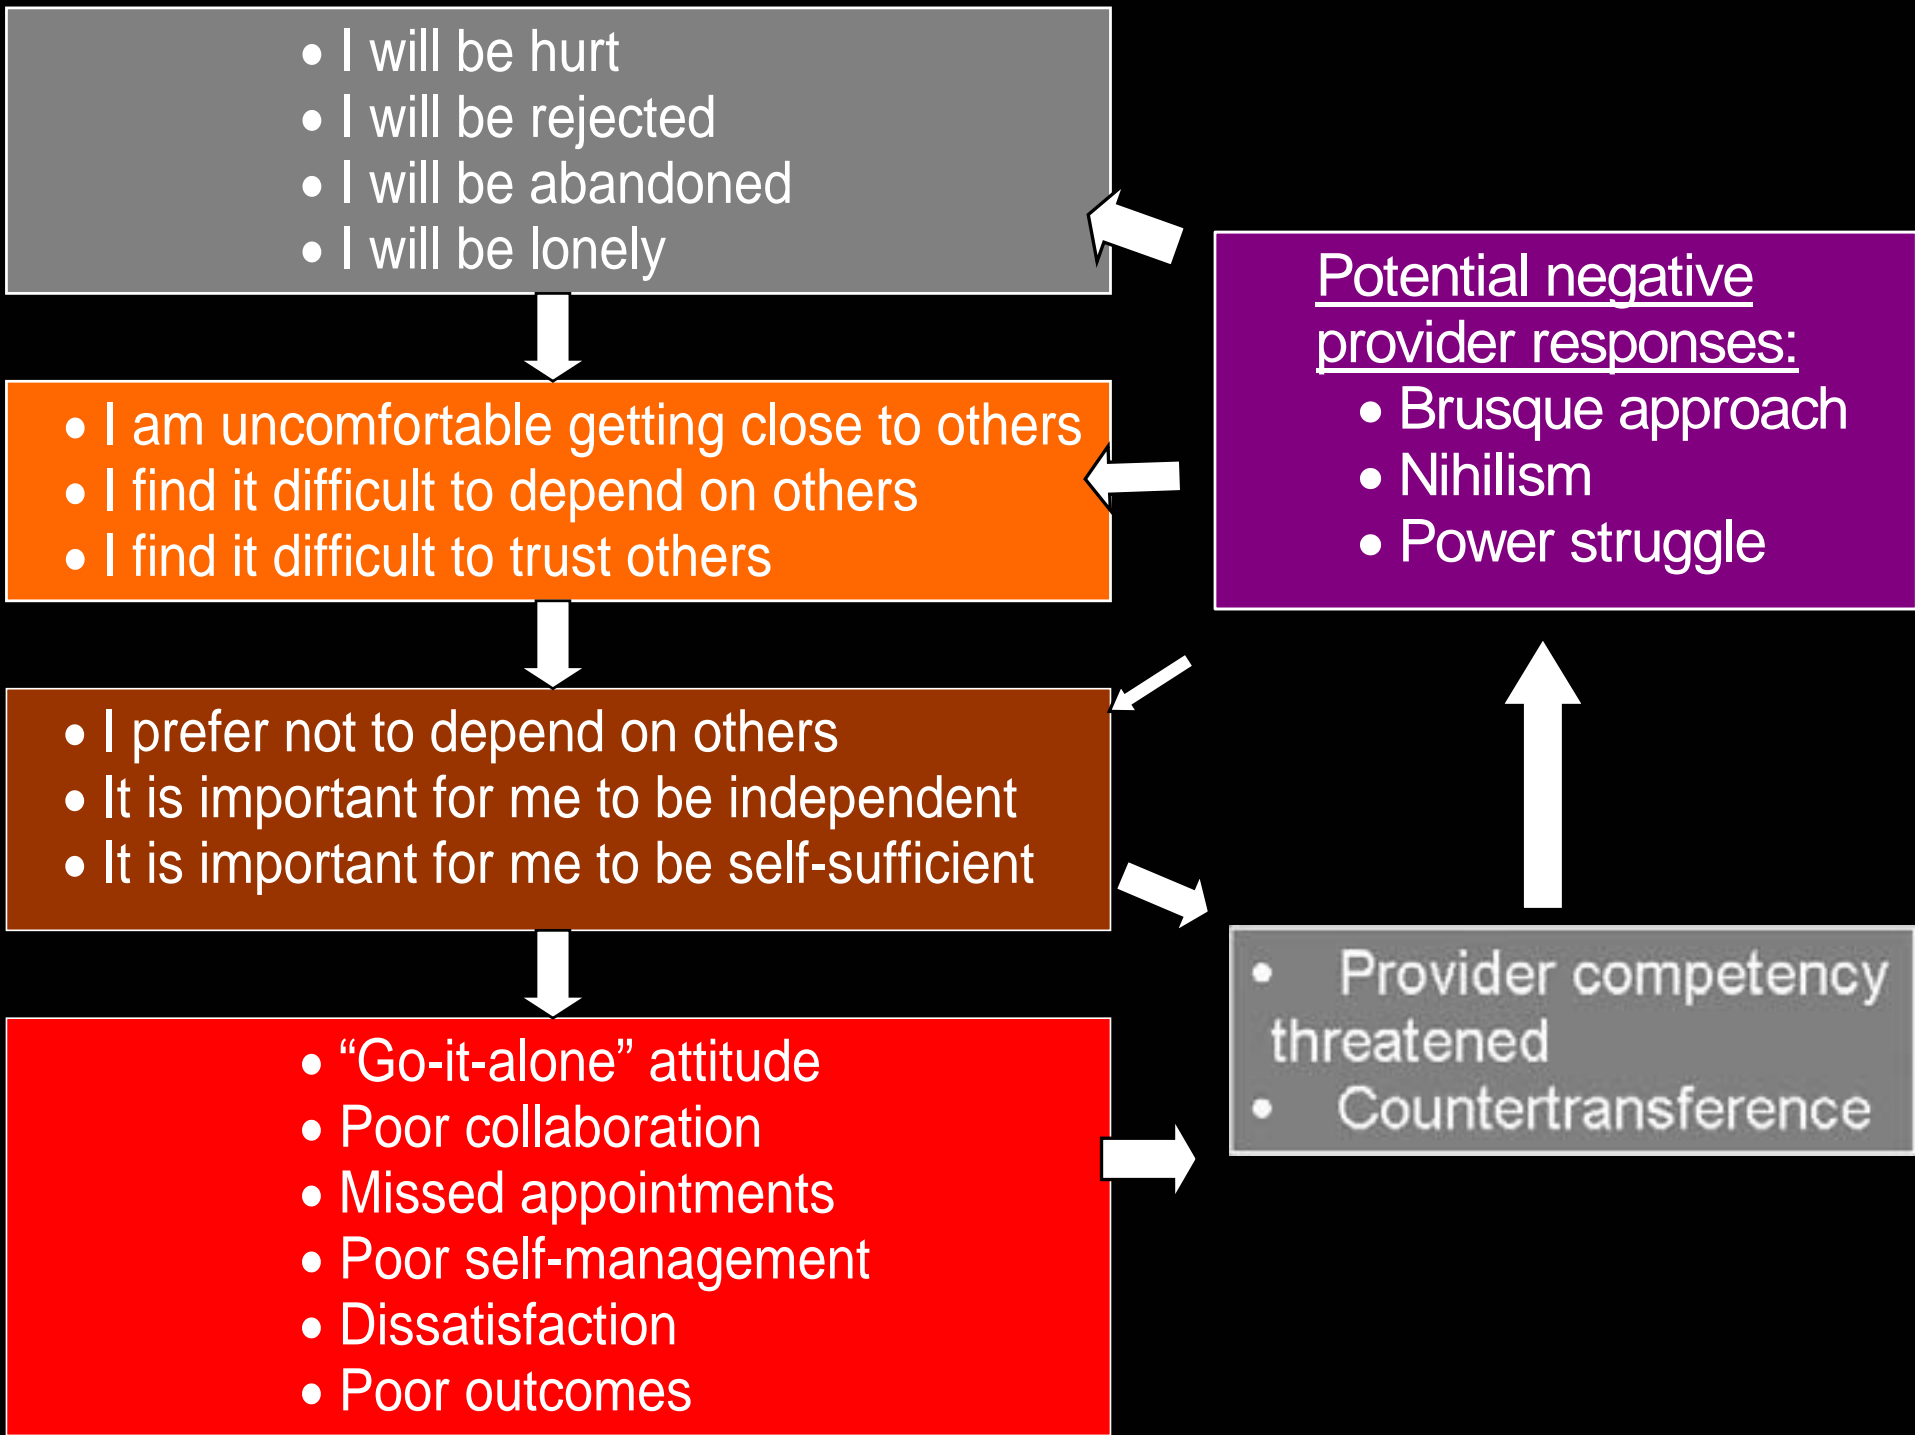 • I will be hurt
• I will be rejected
• I will be abandoned
• I will be lonely
• I am uncomfortable getting close to others
• I find it difficult to depend on others
• I find it difficult to trust others
• I prefer not to depend on others
• It is important for me to be independent
• It is important for me to be self-sufficient
• “Go-it-alone” attitude
• Poor collaboration
• Missed appointments
• Poor self-management
• Dissatisfaction
• Poor outcomes
Potential negative
provider responses:
• Brusque approach
• Nihilism
• Power struggle
• Provider competency
threatened
• Countertransference